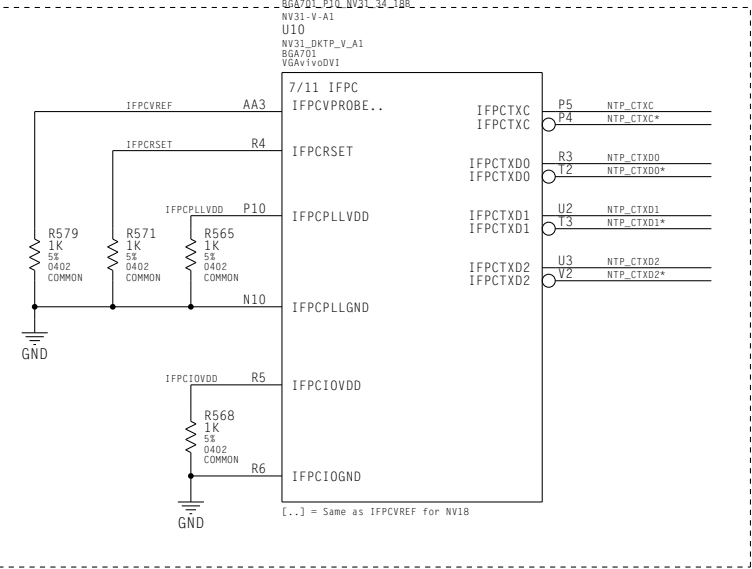 BGA701_P10_NV31_34_18B
NV31-V-A1
U10
NV31_DKTP_V_A1
BGA701
VGAvivoDVI
7/11 IFPC
IFPCVREF AA3 IFPCVPROBE..
IFPCTXC P5 NTP_CTXC
IFPCTXC P4 NTP_CTXC*
IFPCRSET R4 IFPCRSET
IFPCTXD0 R3 NTP_CTXD0
IFPCTXD0 T2 NTP_CTXD0*
IFPCPLLVDD P10 IFPCPLLVDD
IFPCTXD1 U2 NTP_CTXD1
IFPCTXD1 T3 NTP_CTXD1*
R579
1K
5%
0402
COMMON
R571
1K
5%
0402
COMMON
R565
1K
5%
0402
COMMON
IFPCTXD2 U3 NTP_CTXD2
IFPCTXD2 V2 NTP_CTXD2*
N10 IFPCPLLGND
GND
IFPCIOVDD R5 IFPCIOVDD
R568
1K
5%
0402
COMMON
R6 IFPCIOGND
GND
[..] = Same as IFPCVREF for NV18